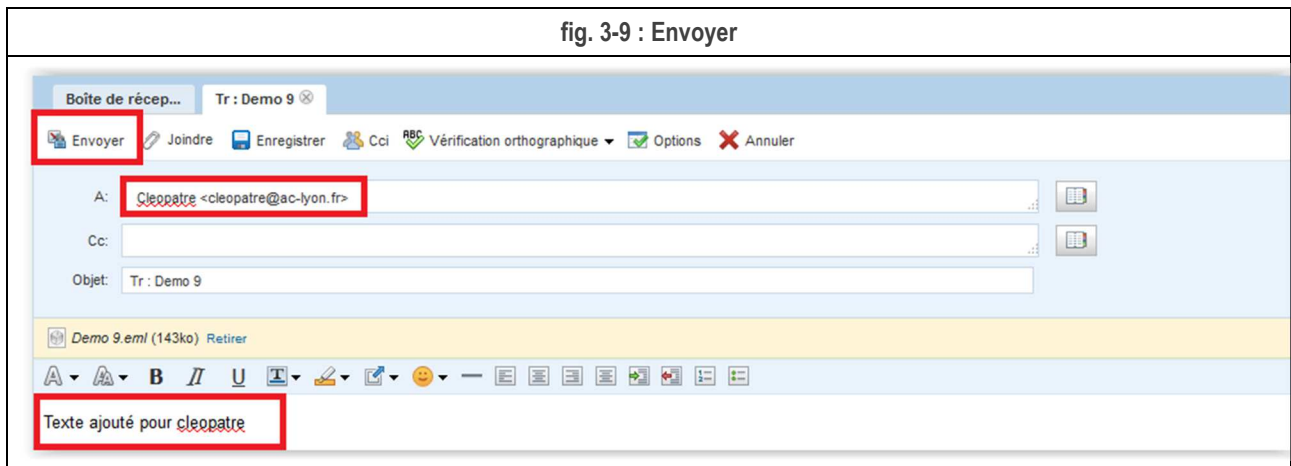 fig. 3-9 : Envoyer
Boîte de récep... Tr : Demo 9
Envoyer Joindre Enregistrer Cci ABC Vérification orthographique Options Annuler
A: Cleopatre <cleopatre@ac-lyon.fr>
Cc:
Objet: Tr : Demo 9
Demo 9.eml (143ko) Retirer
Texte ajouté pour cleopatre